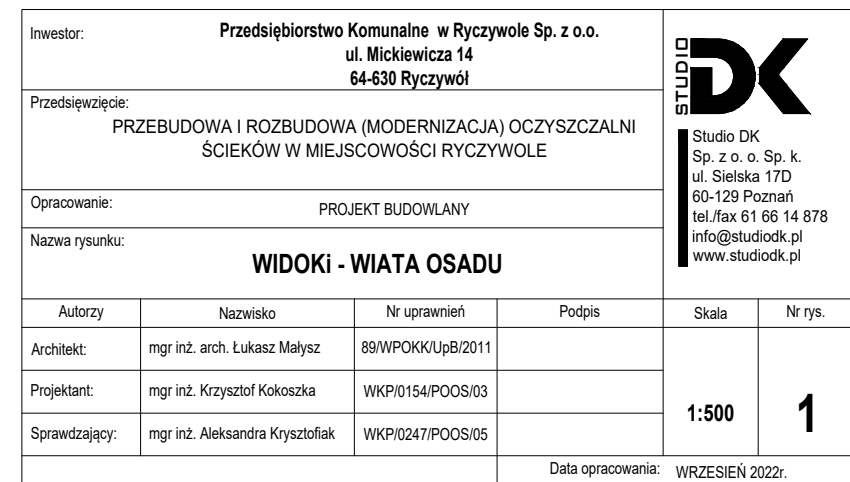 Inwestor:
Przedsiębiorstwo Komunalne w Ryczywole Sp. z o.o.
ul. Mickiewicza 14
64-630 Ryczywół
STUDIO
DK
Przedsięwzięcie:
PRZEBUDOWA I ROZBUDOWA (MODERNIZACJA) OCZYSZCZALNI
ŚCIEKÓW W MIEJSCOWOŚCI RYCZYWOLE
Studio DK
Sp. z o. o. Sp. k.
ul. Sielska 17D
60-129 Poznań
tel./fax 61 66 14 878
info@studiodk.pl
www.studiodk.pl
Opracowanie:
PROJEKT BUDOWLANY
Nazwa rysunku:
WIDOKi - WIATA OSADU
Autorzy Nazwisko Nr uprawnień Podpis Skala Nr rys.
Architekt: mgr inż. arch. Łukasz Małysz 89/WPOKK/UpB/2011
Projektant: mgr inż. Krzysztof Kokoszka WKP/0154/POOS/03
1:500 1
Sprawdzający: mgr inż. Aleksandra Krysztofiak WKP/0247/POOS/05
Data opracowania: WRZESIEŃ 2022r.